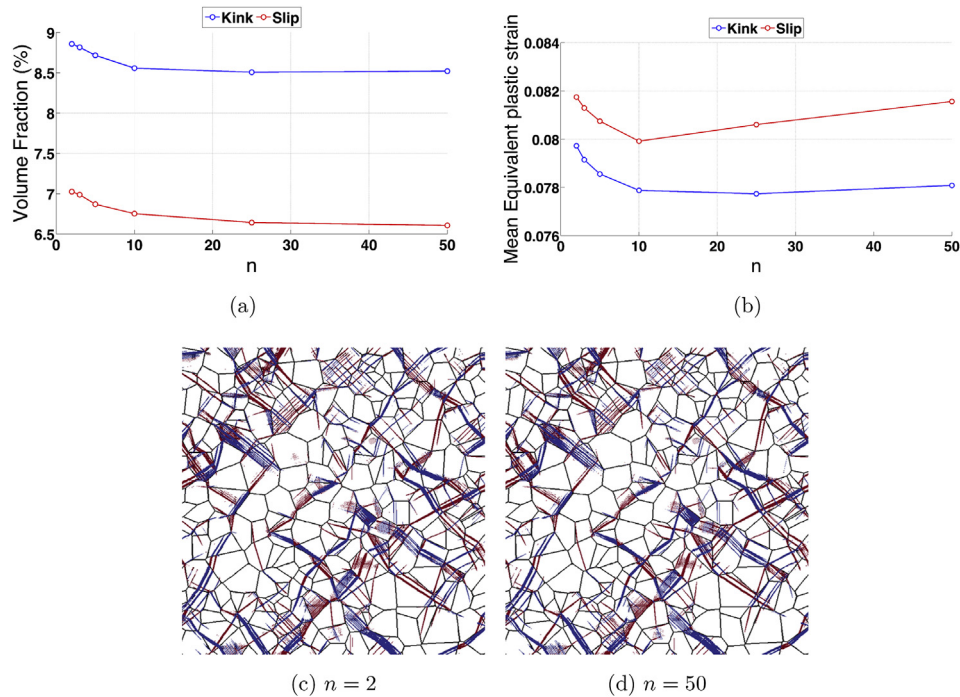 Kink Slip
Volume Fraction (%)
9
8.5
8
7.5
7
6.5
0 10 20 30 40 50
n
(a)
Kink Slip
Mean Equivalent plastic strain
0.084
0.082
0.08
0.078
0.076
0 10 20 30 40 50
n
(b)
(c) n = 2
(d) n = 50